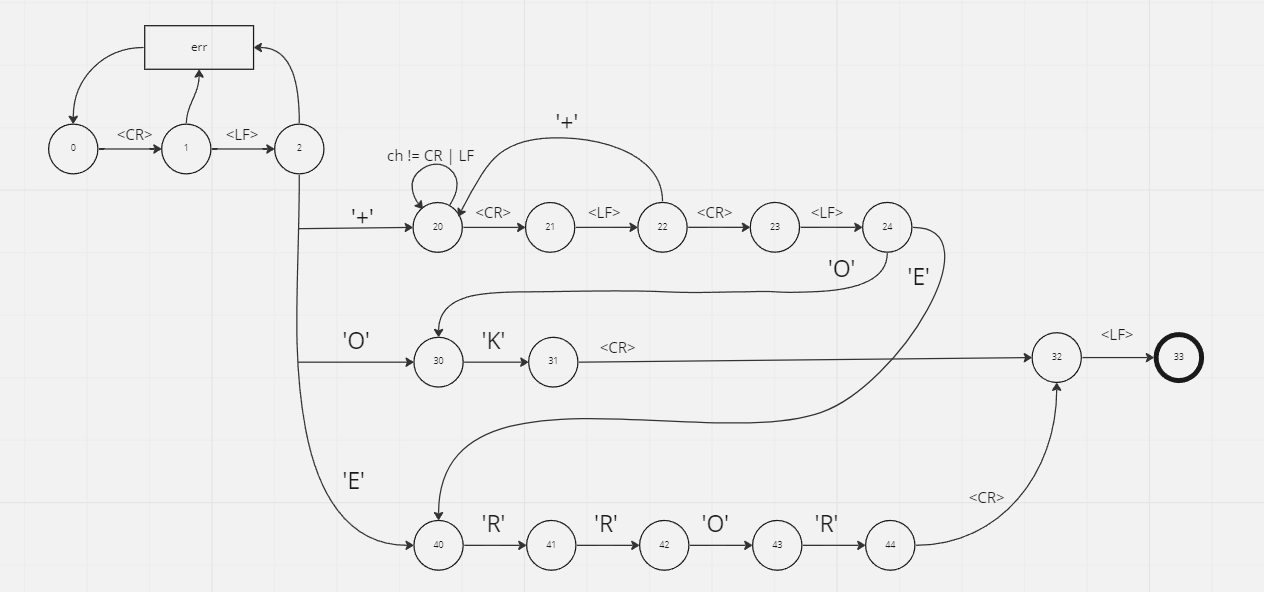 err
<CR>
<LF>
0
1
2
'+'
ch != CR | LF
'+'
<CR>
<LF>
<CR>
<LF>
20
21
22
23
24
'O'
'E'
'O'
'K'
<CR>
<LF>
30
31
32
33
'E'
<CR>
'R'
'R'
'O'
'R'
40
41
42
43
44